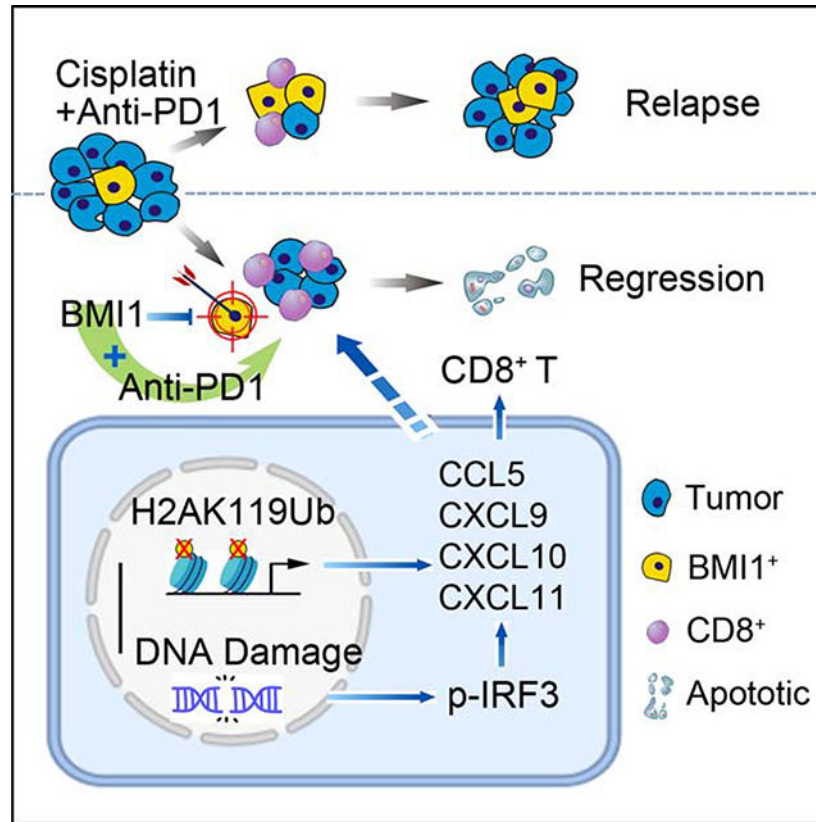 Cisplatin
+Anti-PD1
Relapse
Regression
BMI1
+
Anti-PD1
CD8⁺ T
H2AK119Ub
CCL5
CXCL9
CXCL10
CXCL11
DNA Damage
p-IRF3
Tumor
BMI1⁺
CD8⁺
Apototic